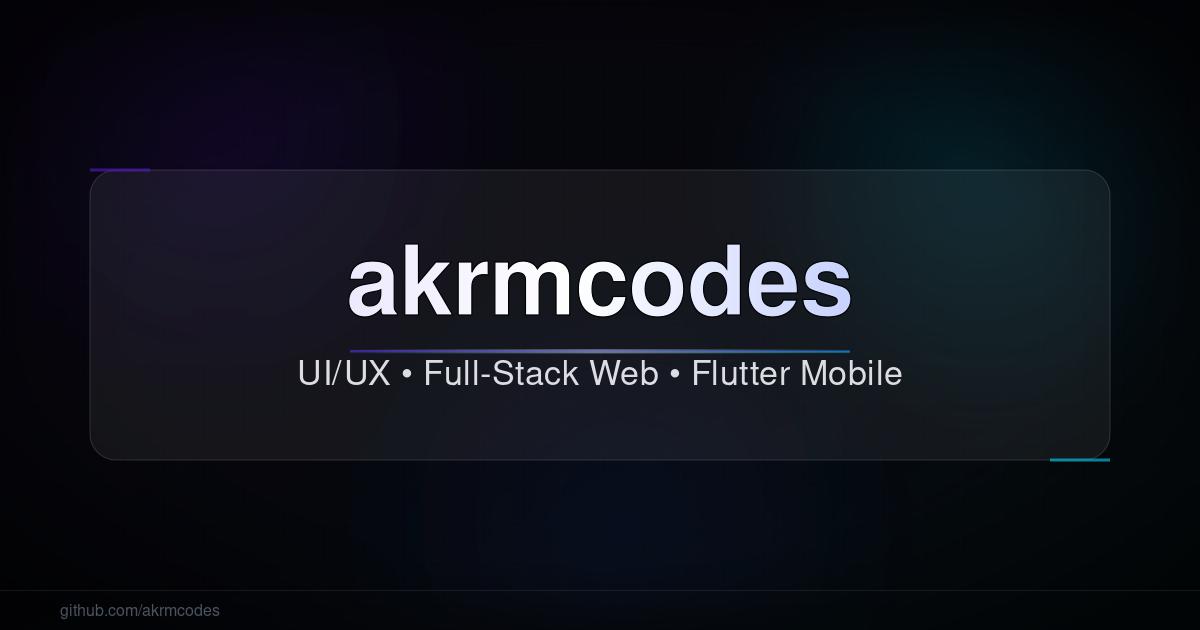 akrmcodes
UI/UX • Full-Stack Web • Flutter Mobile
github.com/akrmcodes